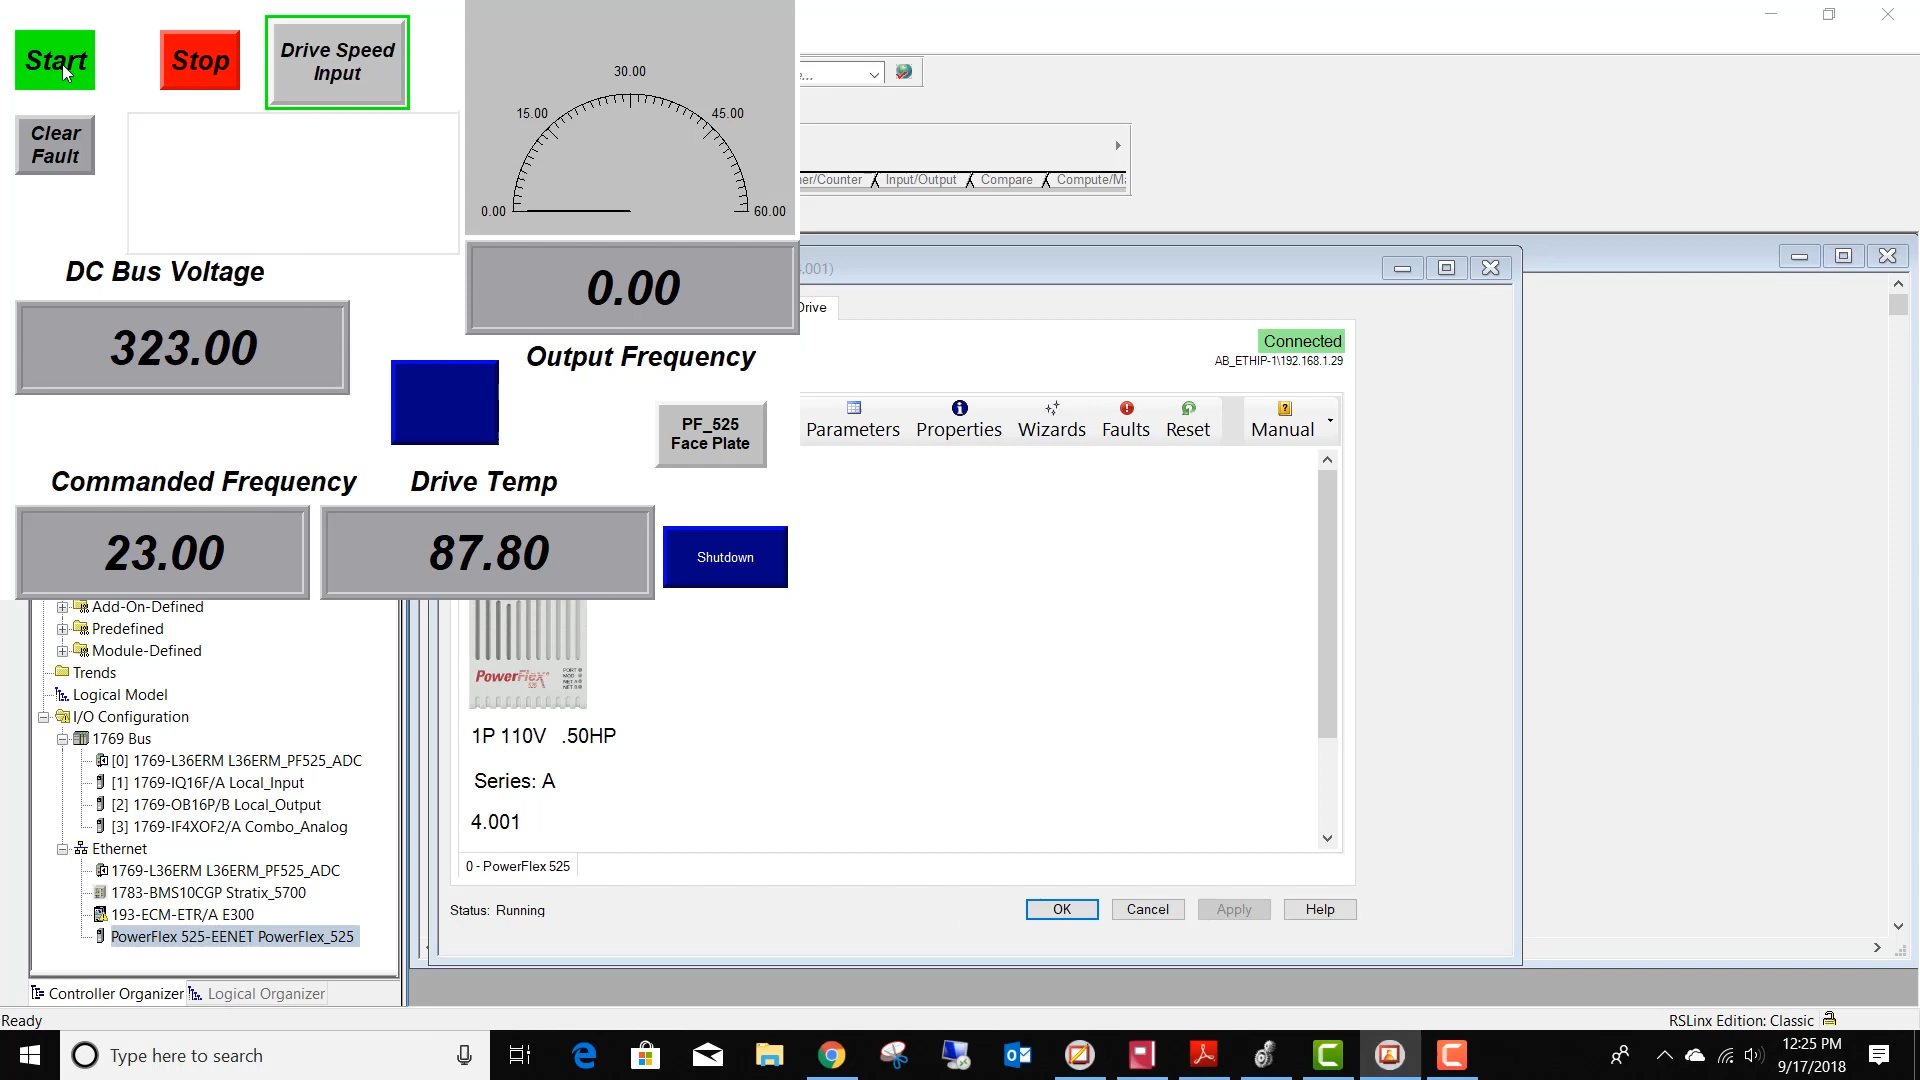 Start
Stop
Drive Speed
Input
Clear
Fault
30.00
15.00
45.00
0.00
60.00
0.00
Output Frequency
DC Bus Voltage
323.00
PF_525
Face Plate
Commanded Frequency
Drive Temp
23.00
87.80
Shutdown
e...
er/Counter
Input/Output
Compare
Compute/Ma
.001)
Drive
Connected
AB_ETHIP-1\192.168.1.29
Parameters
Properties
Wizards
Faults
Reset
Manual
PowerFlex
525
PORT
MOD
NET A
NET B
1P 110V .50HP
Series: A
4.001
0 - PowerFlex 525
Status: Running
OK
Cancel
Apply
Help
Add-On-Defined
Predefined
Module-Defined
Trends
Logical Model
I/O Configuration
1769 Bus
[0] 1769-L36ERM L36ERM_PF525_ADC
[1] 1769-IQ16F/A Local_Input
[2] 1769-OB16P/B Local_Output
[3] 1769-IF4XOF2/A Combo_Analog
Ethernet
1769-L36ERM L36ERM_PF525_ADC
1783-BMS10CGP Stratix_5700
193-ECM-ETR/A E300
PowerFlex 525-EENET PowerFlex_525
Controller Organizer
Logical Organizer
Ready
RSLinx Edition: Classic
Type here to search
12:25 PM
9/17/2018